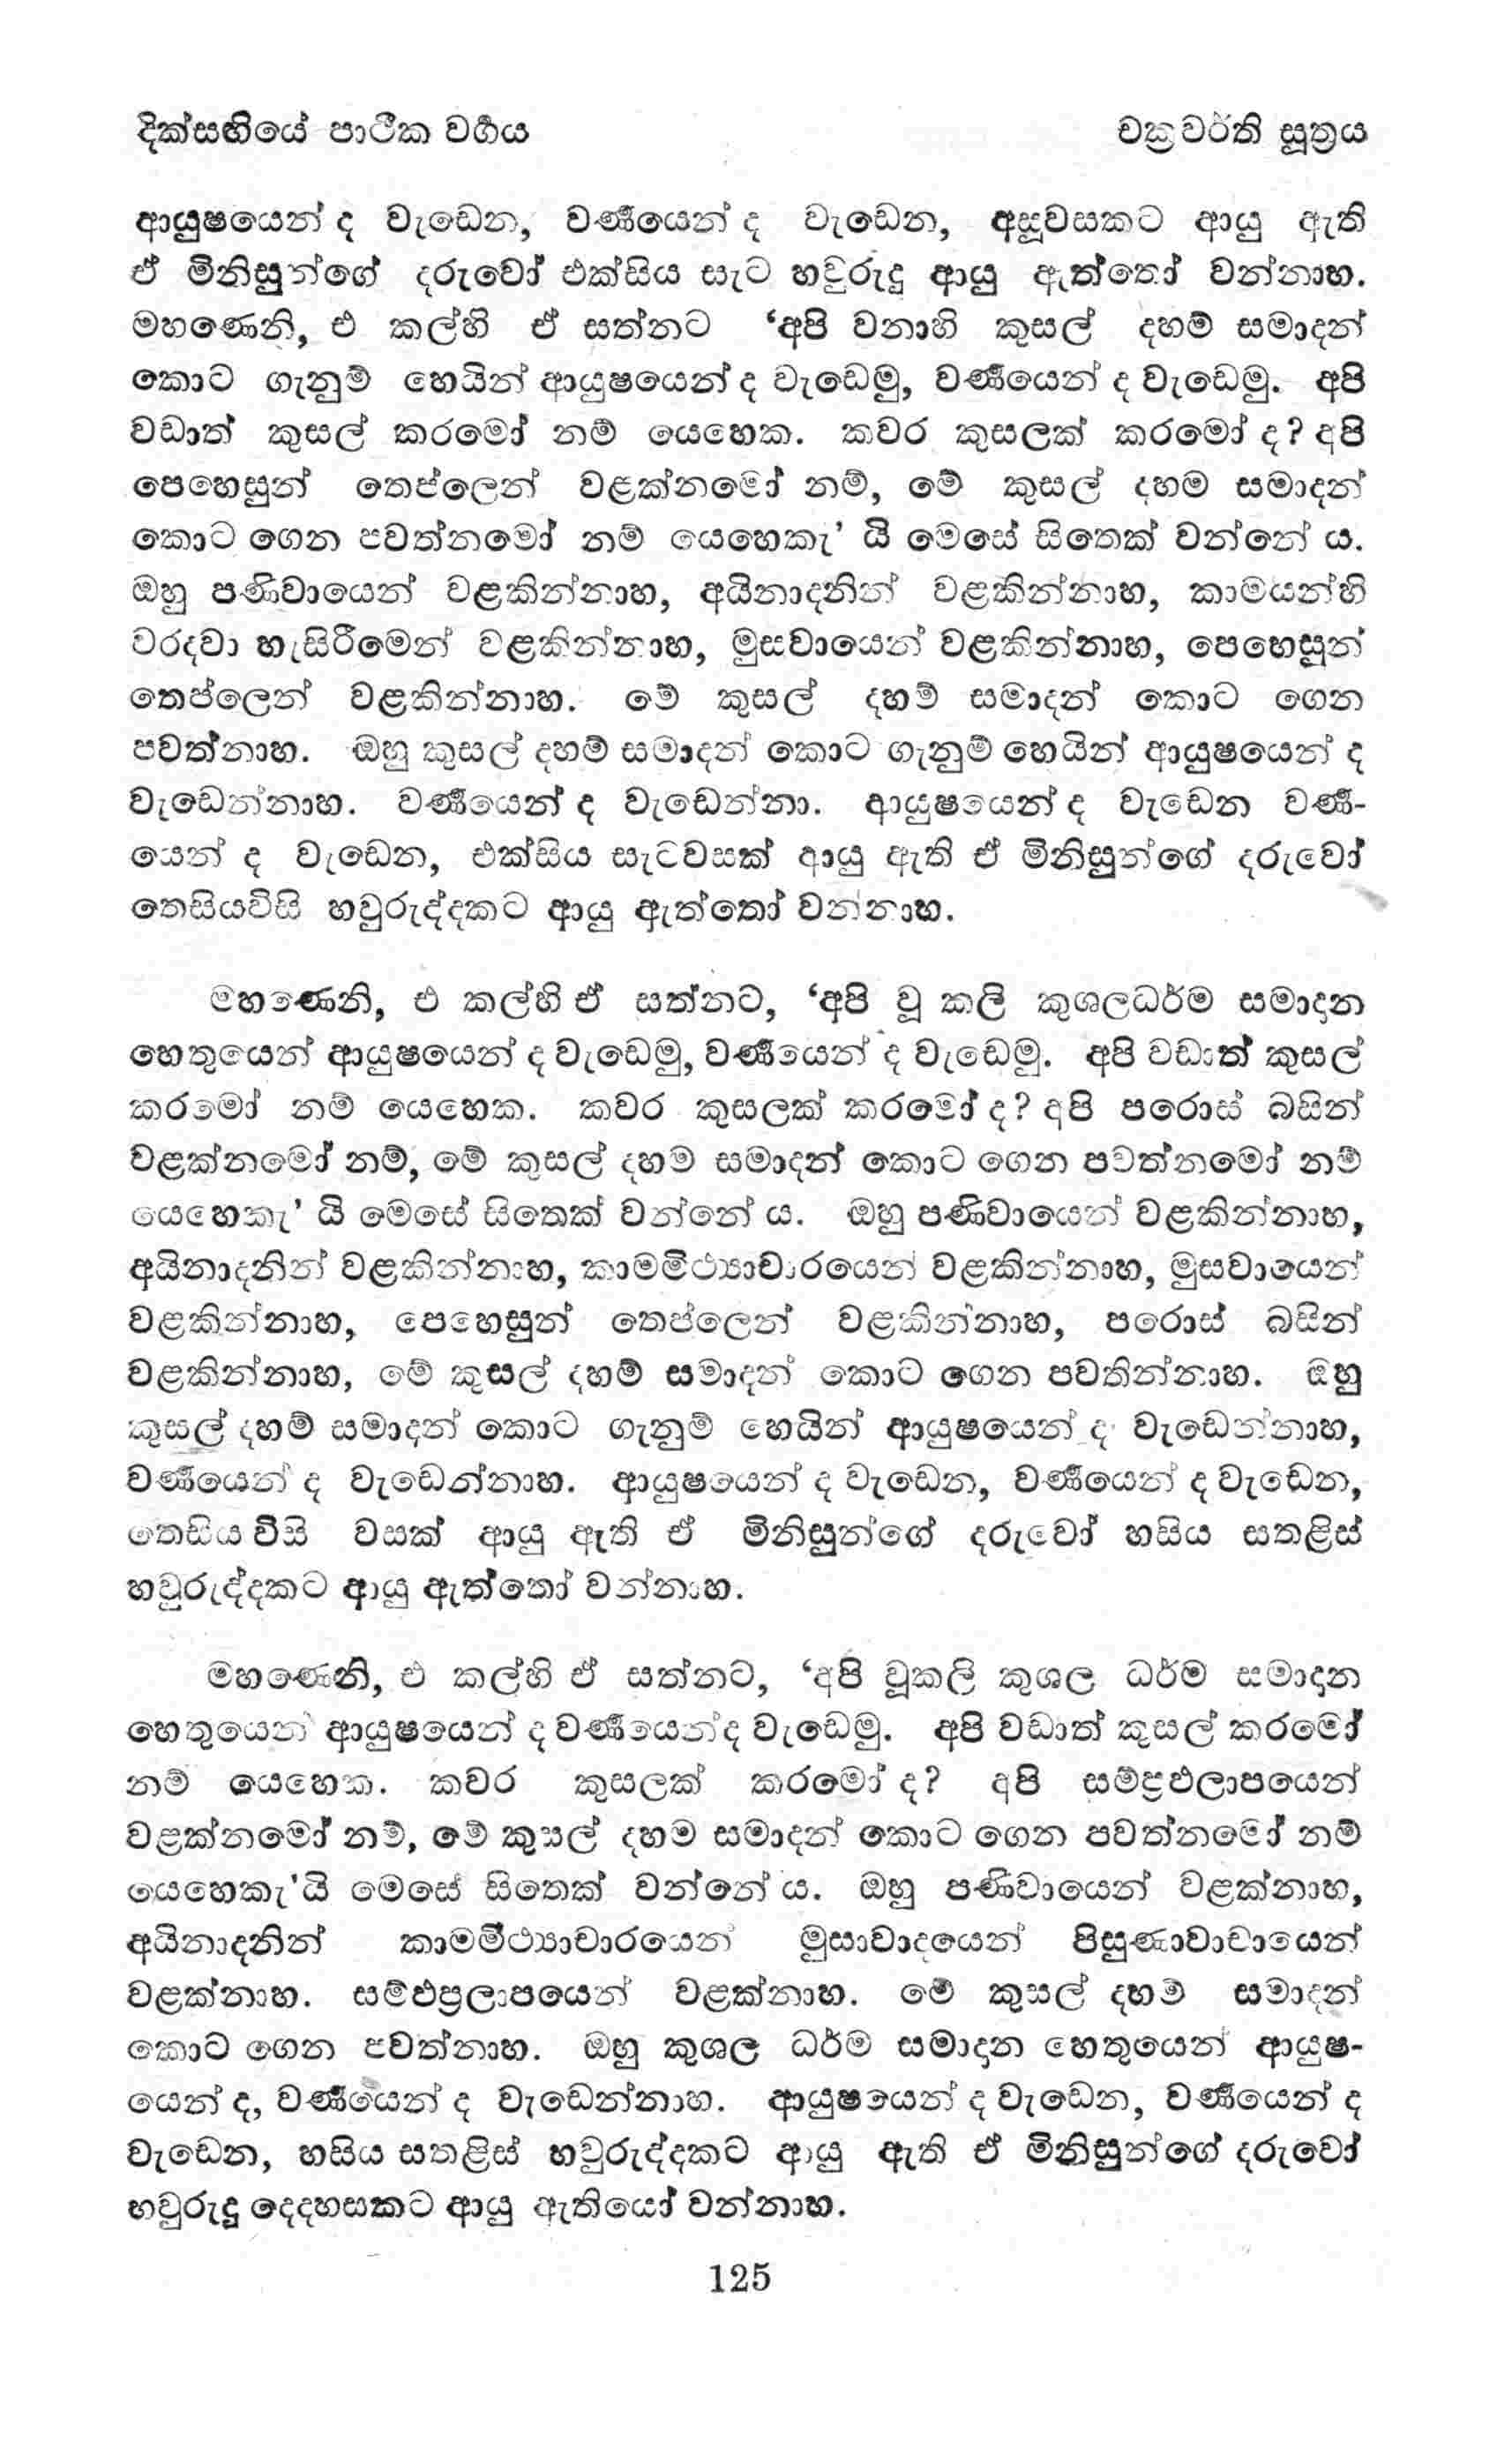 දික්සඟියේ පාථික වර්‍ගය
චක්‍රවර්ති සූත්‍රය
ආයුෂයෙන් ද වැඩෙන, වර්‍ණයෙන් ද වැඩෙන, අසූවසකට ආයු ඇති
ඒ මිනිසුන්ගේ දරුවෝ එක්සිය සැට හවුරුදු ආයු ඇත්තෝ වන්නාහ.
මහණෙනි, එ කල්හි ඒ සත්නට ‘අපි වනාහි කුසල් දහම් සමාදන්
කොට ගැනුම් හෙයින් ආයුෂයෙන් ද වැඩෙමු, වර්‍ණයෙන් ද වැඩෙමු. අපි
වඩාත් කුසල් කරමෝ නම් යෙහෙක. කවර කුසලක් කරමෝ ද? අපි
පෙහෙසුන් තෙප්ලෙන් වළක්නමෝ නම්, මේ කුසල් දහම සමාදන්
කොට ගෙන පවත්නමෝ නම් යෙහෙකැ’ යි මෙසේ සිතෙක් වන්නේ ය.
ඔහු පණිවායෙන් වළකින්නාහ, අයිනාදනින් වළකින්නාහ, කාමයන්හි
වරදවා හැසිරීමෙන් වළකින්නාහ, මුසවායෙන් වළකින්නාහ, පෙහෙසුන්
තෙප්ලෙන් වළකින්නාහ. මේ කුසල් දහම් සමාදන් කොට ගෙන
පවත්නාහ. ඔහු කුසල් දහම් සමාදන් කොට ගැනුම් හෙයින් ආයුෂයෙන් ද
වැඩෙන්නාහ. වර්‍ණයෙන් ද වැඩෙන්නා. ආයුෂයෙන් ද වැඩෙන වර්‍ණ-
යෙන් ද වැඩෙන, එක්සිය සැටවසක් ආයු ඇති ඒ මිනිසුන්ගේ දරුවෝ
තෙසියවිසි හවුරුද්දකට ආයු ඇත්තෝ වන්නාහ.
මහණෙනි, එ කල්හි ඒ සත්නට, ‘අපි වූ කලි කුශලධර්ම සමාදාන
හෙතුයෙන් ආයුෂයෙන් ද වැඩෙමු, වර්‍ණයෙන් ද වැඩෙමු. අපි වඩාත් කුසල්
කරමෝ නම් යෙහෙක. කවර කුසලක් කරමෝ ද? අපි පරොස් බසින්
වළක්නමෝ නම්, මේ කුසල් දහම සමාදන් කොට ගෙන පවත්නමෝ නම්
යෙහෙකැ’ යි මෙසේ සිතෙක් වන්නේ ය. ඔහු පණිවායෙන් වළකින්නාහ,
අයිනාදනින් වළකින්නාහ, කාමමිථ්‍යාචාරයෙන් වළකින්නාහ, මුසවායෙන්
වළකින්නාහ, පෙහෙසුන් තෙප්ලෙන් වළකින්නාහ, පරොස් බසින්
වළකින්නාහ, මේ කුසල් දහම් සමාදන් කොට ගෙන පවතින්නාහ. ඔහු
කුසල් දහම් සමාදන් කොට ගැනුම් හෙයින් ආයුෂයෙන් ද වැඩෙන්නාහ,
වර්‍ණයෙන් ද වැඩෙන්නාහ. ආයුෂයෙන් ද වැඩෙන, වර්‍ණයෙන් ද වැඩෙන,
තෙසිය විසි වසක් ආයු ඇති ඒ මිනිසුන්ගේ දරුවෝ හසිය සතළිස්
හවුරුද්දකට ආයු ඇත්තෝ වන්නාහ.
මහණෙනි, එ කල්හි ඒ සත්නට, ‘අපි වූකලි කුශල ධර්ම සමාදාන
හෙතුයෙන් ආයුෂයෙන් ද වර්‍ණයෙන්ද වැඩෙමු. අපි වඩාත් කුසල් කරමෝ
නම් යෙහෙක. කවර කුසලක් කරමෝ ද? අපි සම්ප්‍රඵලාපයෙන්
වළක්නමෝ නම්, මේ කුසල් දහම සමාදන් කොට ගෙන පවත්නමෝ නම්
යෙහෙකැ’යි මෙසේ සිතෙක් වන්නේ ය. ඔහු පණිවායෙන් වළක්නාහ,
අයිනාදනින් කාමමිථ්‍යාචාරයෙන් මුසාවාදයෙන් පිසුණාවාචායෙන්
වළක්නාහ. සම්ඵප්‍රලාපයෙන් වළක්නාහ. මේ කුසල් දහම් සමාදන්
කොට ගෙන පවත්නාහ. ඔහු කුශල ධර්ම සමාදාන හෙතුයෙන් ආයුෂ-
යෙන් ද, වර්‍ණයෙන් ද වැඩෙන්නාහ. ආයුෂයෙන් ද වැඩෙන, වර්‍ණයෙන් ද
වැඩෙන, හසිය සතළිස් හවුරුද්දකට ආයු ඇති ඒ මිනිසුන්ගේ දරුවෝ
හවුරුදු දෙදහසකට ආයු ඇතියෝ වන්නාහ.
125